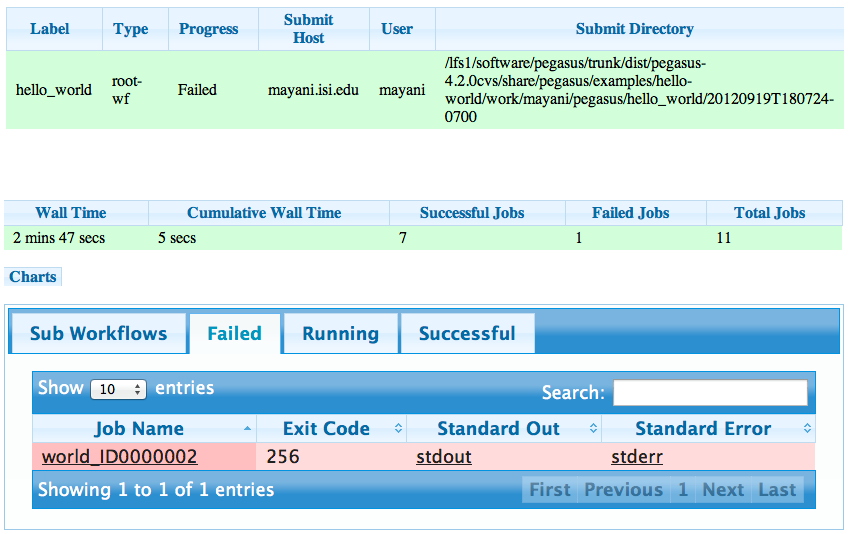 Label Type Progress Submit Host User Submit Directory
hello_world root-wf Failed mayani.isi.edu mayani /lfs1/software/pegasus/trunk/dist/pegasus-
4.2.0cvs/share/pegasus/examples/hello-
world/work/mayani/pegasus/hello_world/20120919T180724-
0700
Wall Time Cumulative Wall Time Successful Jobs Failed Jobs Total Jobs
2 mins 47 secs 5 secs 7 1 11
Charts
Sub Workflows Failed Running Successful
Show 10 entries Search:
Job Name Exit Code Standard Out Standard Error
world_ID0000002 256 stdout stderr
Showing 1 to 1 of 1 entries First Previous 1 Next Last